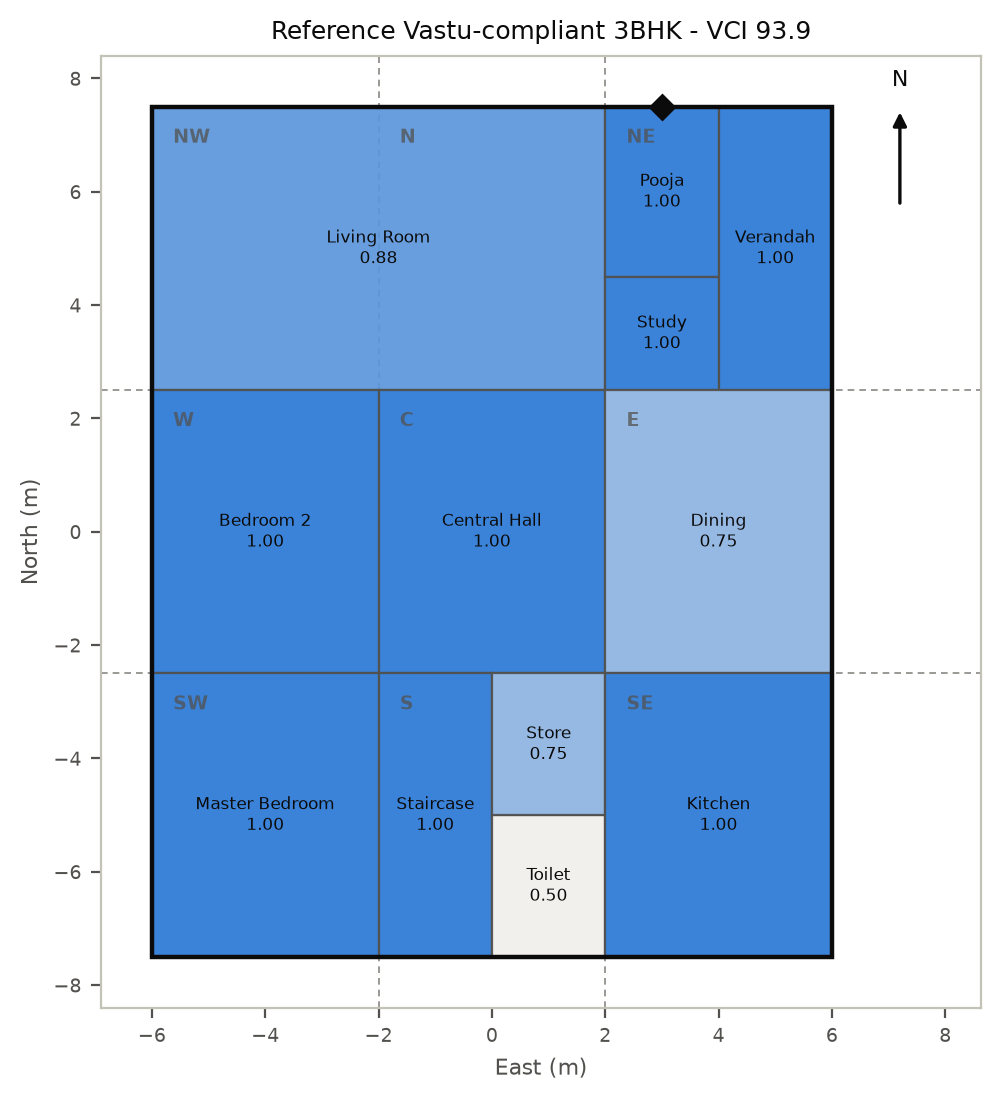 Reference Vastu-compliant 3BHK - VCI 93.9
N
NW
N
NE
Pooja
1.00
Living Room
0.88
Verandah
1.00
Study
1.00
W
C
E
Bedroom 2
1.00
Central Hall
1.00
Dining
0.75
SW
S
SE
Store
0.75
Master Bedroom
1.00
Staircase
1.00
Kitchen
1.00
Toilet
0.50
8
6
4
2
0
−2
−4
−6
−8
North (m)
−6
−4
−2
0
2
4
6
8
East (m)